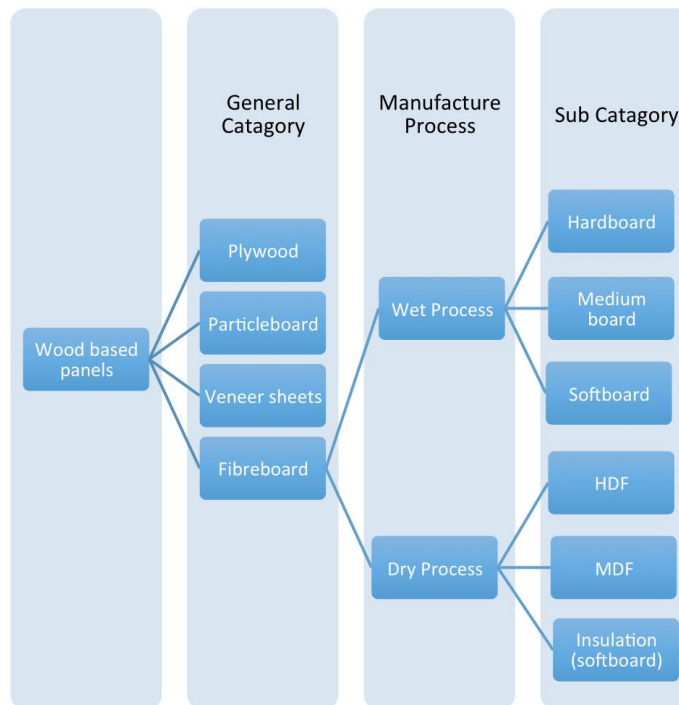 General
Catagory
Manufacture
Process
Sub Catagory
Plywood
Particleboard
Veneer sheets
Fibreboard
Wood based
panels
Wet Process
Dry Process
Hardboard
Medium
board
Softboard
HDF
MDF
Insulation
(softboard)